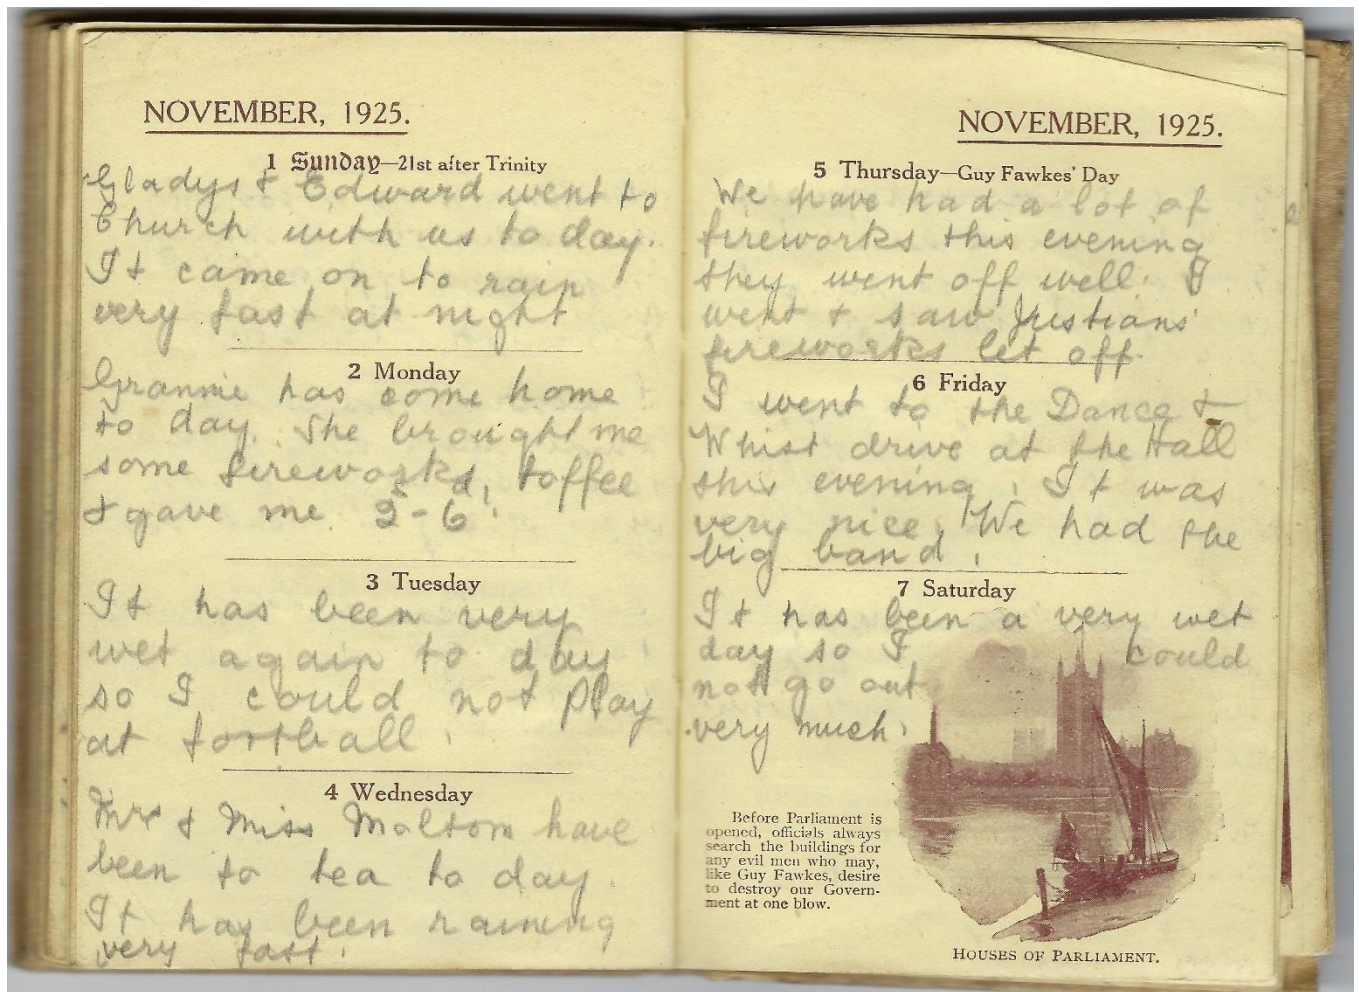 NOVEMBER, 1925.
1 Sunday—21st after Trinity
Gladys & Edward went to
Church with us to day.
It came on to rain
very fast at night
2 Monday
Grannie has come home
to day. She brought me
some fireworks, toffee
& gave me 2-6.
3 Tuesday
It has been very
wet again to day
so I could not play
at football.
4 Wednesday
Mrs & Miss Maltom have
been to tea to day.
It has been raining
very fast.
NOVEMBER, 1925.
5 Thursday—Guy Fawkes' Day
We have had a lot of
fireworks this evening
they went off well. I
went & saw
fireworks let off.
6 Friday
I went to the Dance &
Whist drive at the Hall
this evening. It was
very nice. We had the
big band.
7 Saturday
It has been a very wet
day so I could
not go out
very much.
Before Parliament is
opened, officials always
search the buildings for
any evil men who may,
like Guy Fawkes, desire
to destroy our Govern-
ment at one blow.
HOUSES OF PARLIAMENT.